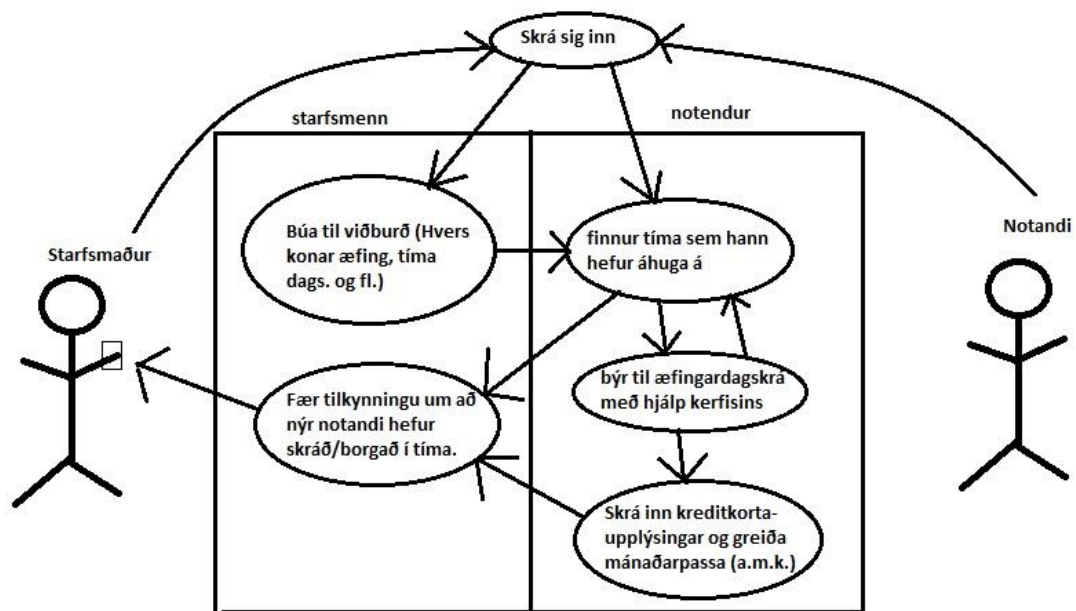 Skrá sig inn
starfsmenn
notendur
Starfsmaður
Notandi
Búa til viðburð (Hvers
konar æfing, tíma
dags. og fl.)
finnur tíma sem hann
hefur áhuga á
býr til æfingardagskrá
með hjálp kerfisins
Fær tilkynningu um að
nýr notandi hefur
skráð/borgað í tíma.
Skrá inn kreditkorta-
upplýsingar og greiða
mánaðarpassa (a.m.k.)